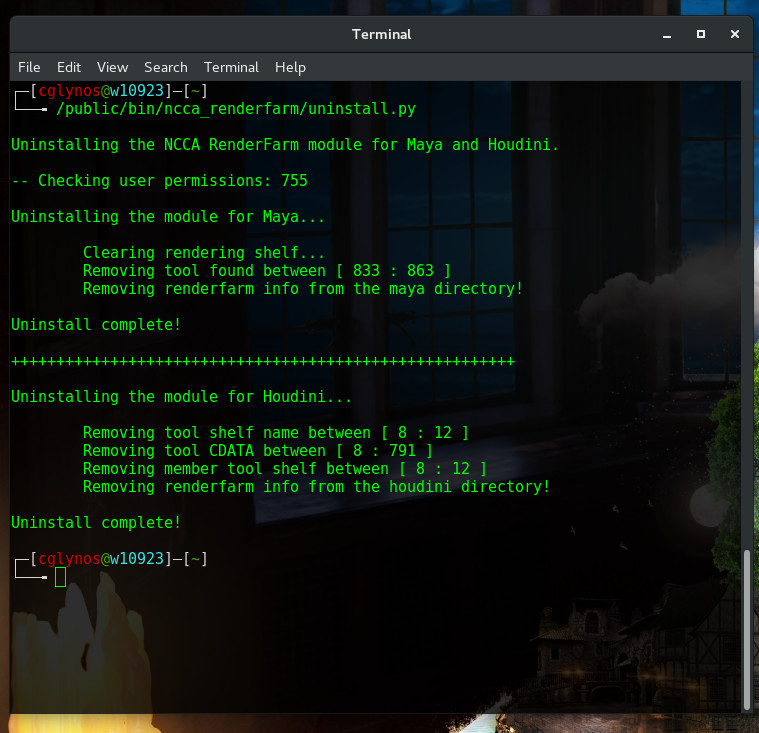 Terminal
File Edit View Search Terminal Help
┌─[cglynos@w10923]─[~]
└──╼ /public/bin/ncca_renderfarm/uninstall.py
Uninstalling the NCCA RenderFarm module for Maya and Houdini.
-- Checking user permissions: 755
Uninstalling the module for Maya...
Clearing rendering shelf...
Removing tool found between [ 833 : 863 ]
Removing renderfarm info from the maya directory!
Uninstall complete!
++++++++++++++++++++++++++++++++++++++++++++++++++++++++
Uninstalling the module for Houdini...
Removing tool shelf name between [ 8 : 12 ]
Removing tool CDATA between [ 8 : 791 ]
Removing member tool shelf between [ 8 : 12 ]
Removing renderfarm info from the houdini directory!
Uninstall complete!
┌─[cglynos@w10923]─[~]
└──╼